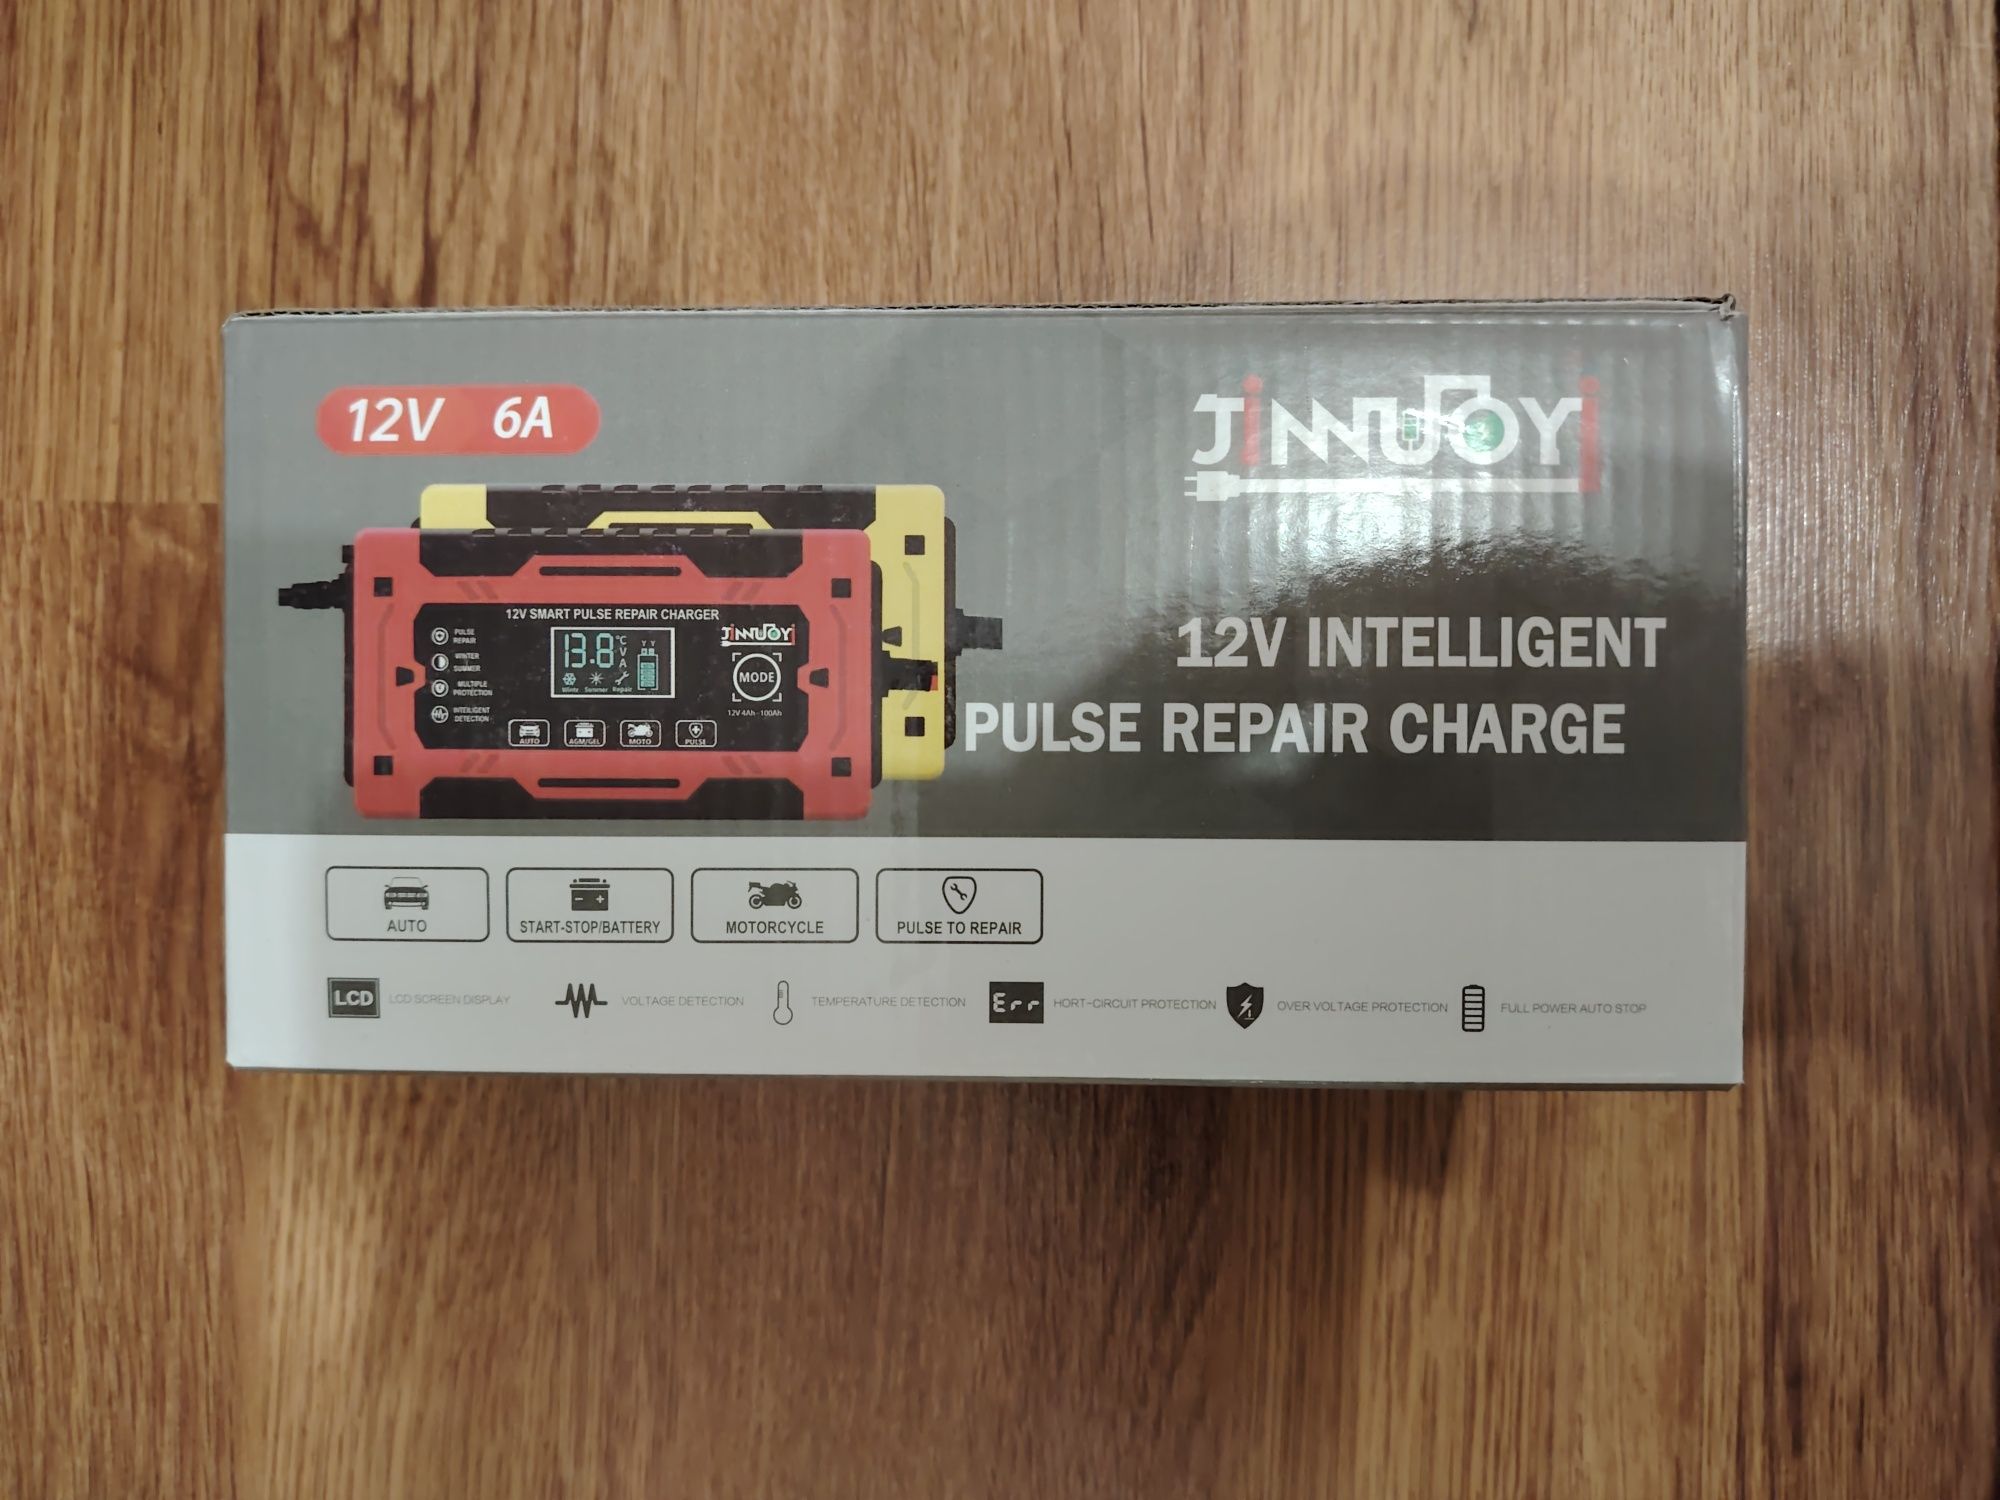 12V 6A
JiNNUOYi
12V SMART PULSE REPAIR CHARGER
PULSE
REPAIR
WINTER
SUMMER
MULTIPLE
PROTECTION
INTELLIGENT
DETECTION
13.8
°C
V
A
Winte Summer Repair
JiNNUOYi
MODE
12V 4Ah-100Ah
AUTO
AGM/GEL
MOTO
PULSE
12V INTELLIGENT
PULSE REPAIR CHARGE
AUTO
START-STOP/BATTERY
MOTORCYCLE
PULSE TO REPAIR
LCD LCD SCREEN DISPLAY
VOLTAGE DETECTION
TEMPERATURE DETECTION
Err HORT-CIRCUIT PROTECTION
OVER VOLTAGE PROTECTION
FULL POWER AUTO STOP